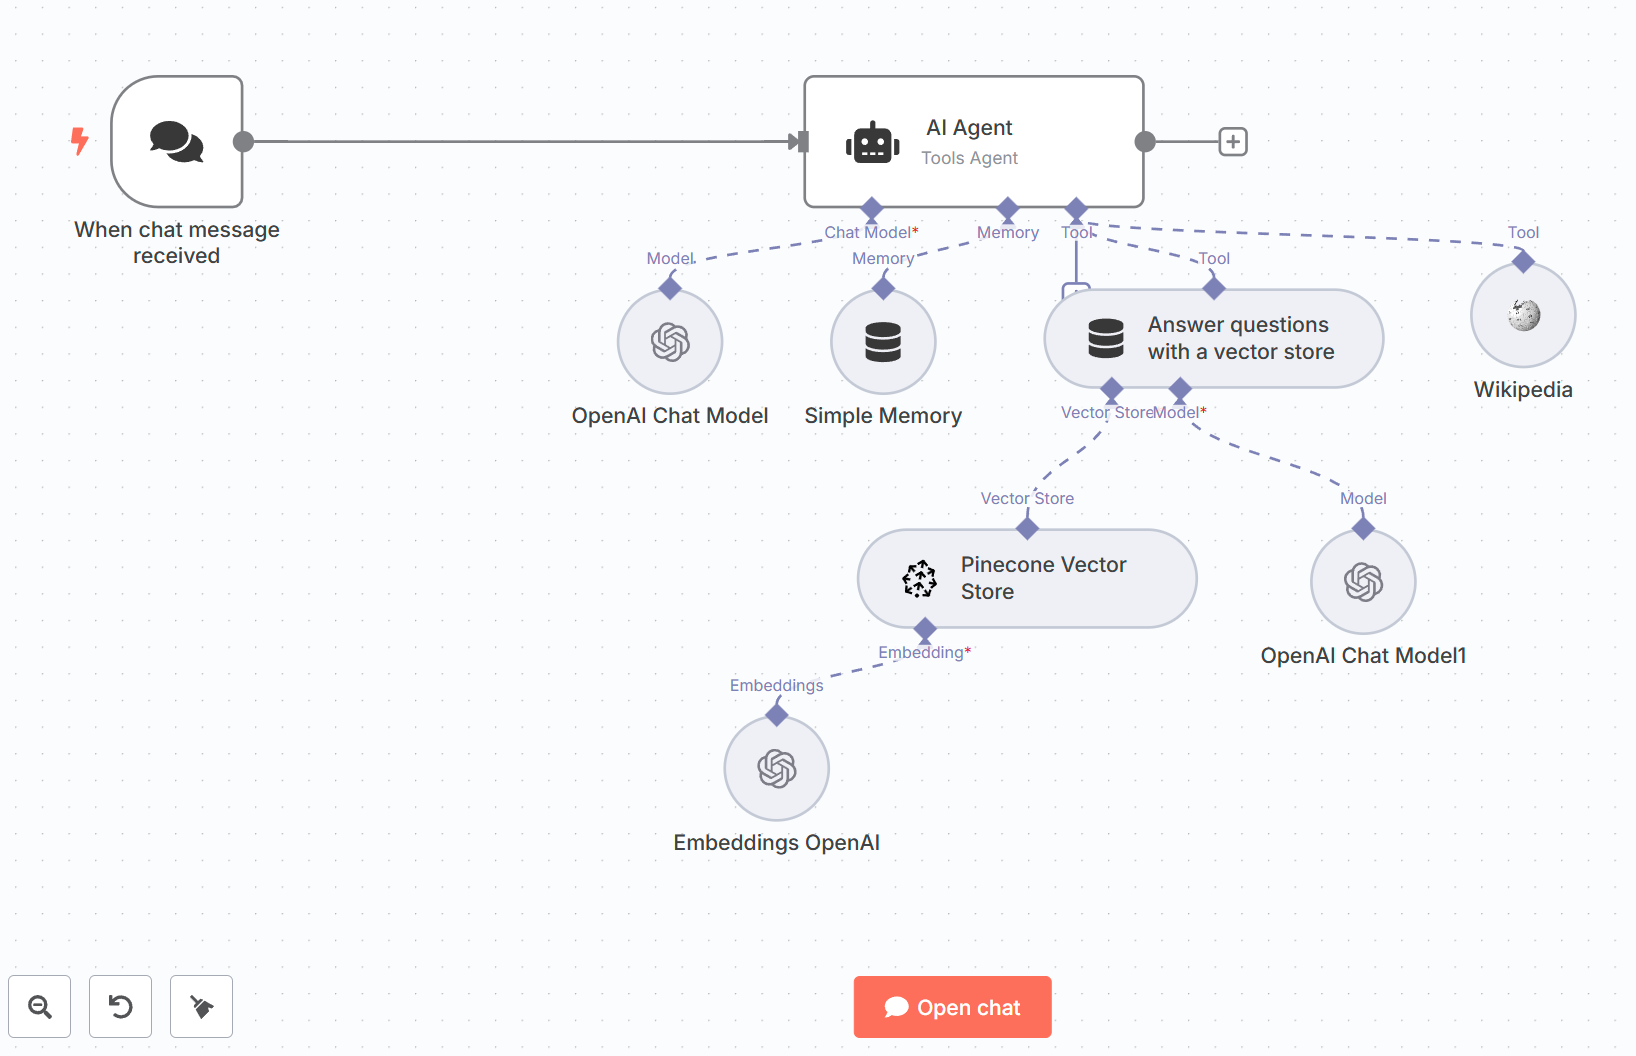 AI Agent
Tools Agent
When chat message
received
Chat Model*
Memory
Tool
Tool
Model
Memory
Tool
Answer questions
with a vector store
Wikipedia
OpenAI Chat Model
Simple Memory
Vector Store
Model*
Vector Store
Model
Pinecone Vector
Store
Embedding*
OpenAI Chat Model1
Embeddings
Embeddings OpenAI
Open chat